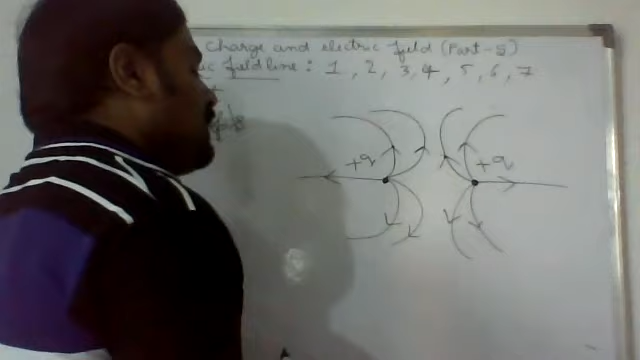 Charge and electric field (Part-5)
field line : 1, 2, 3, 4, 5, 6, 7
+q +q